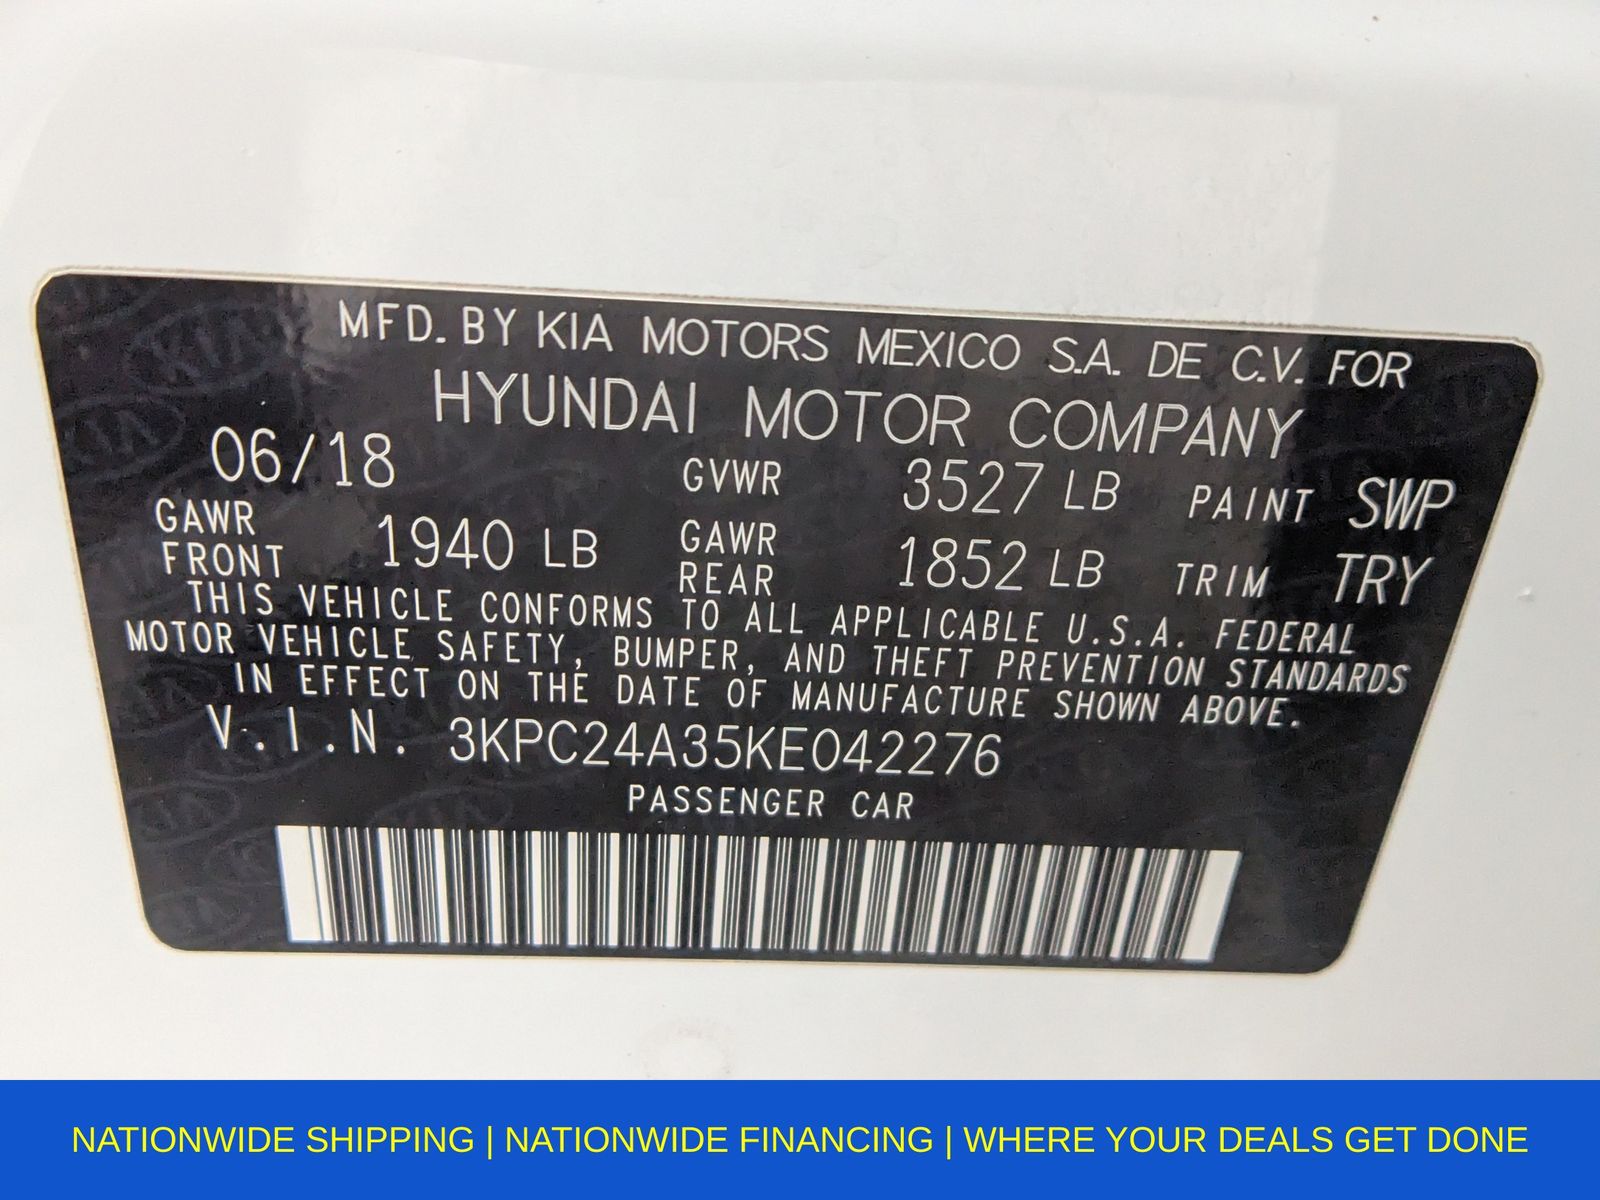 MFD. BY KIA MOTORS MEXICO S.A. DE C.V. FOR
HYUNDAI MOTOR COMPANY
06/18 GVWR 3527 LB PAINT SWP
GAWR FRONT 1940 LB GAWR REAR 1852 LB TRIM TRY
THIS VEHICLE CONFORMS TO ALL APPLICABLE U.S.A. FEDERAL
MOTOR VEHICLE SAFETY, BUMPER, AND THEFT PREVENTION STANDARDS
IN EFFECT ON THE DATE OF MANUFACTURE SHOWN ABOVE.
V.I.N. 3KPC24A35KE042276
PASSENGER CAR
NATIONWIDE SHIPPING | NATIONWIDE FINANCING | WHERE YOUR DEALS GET DONE